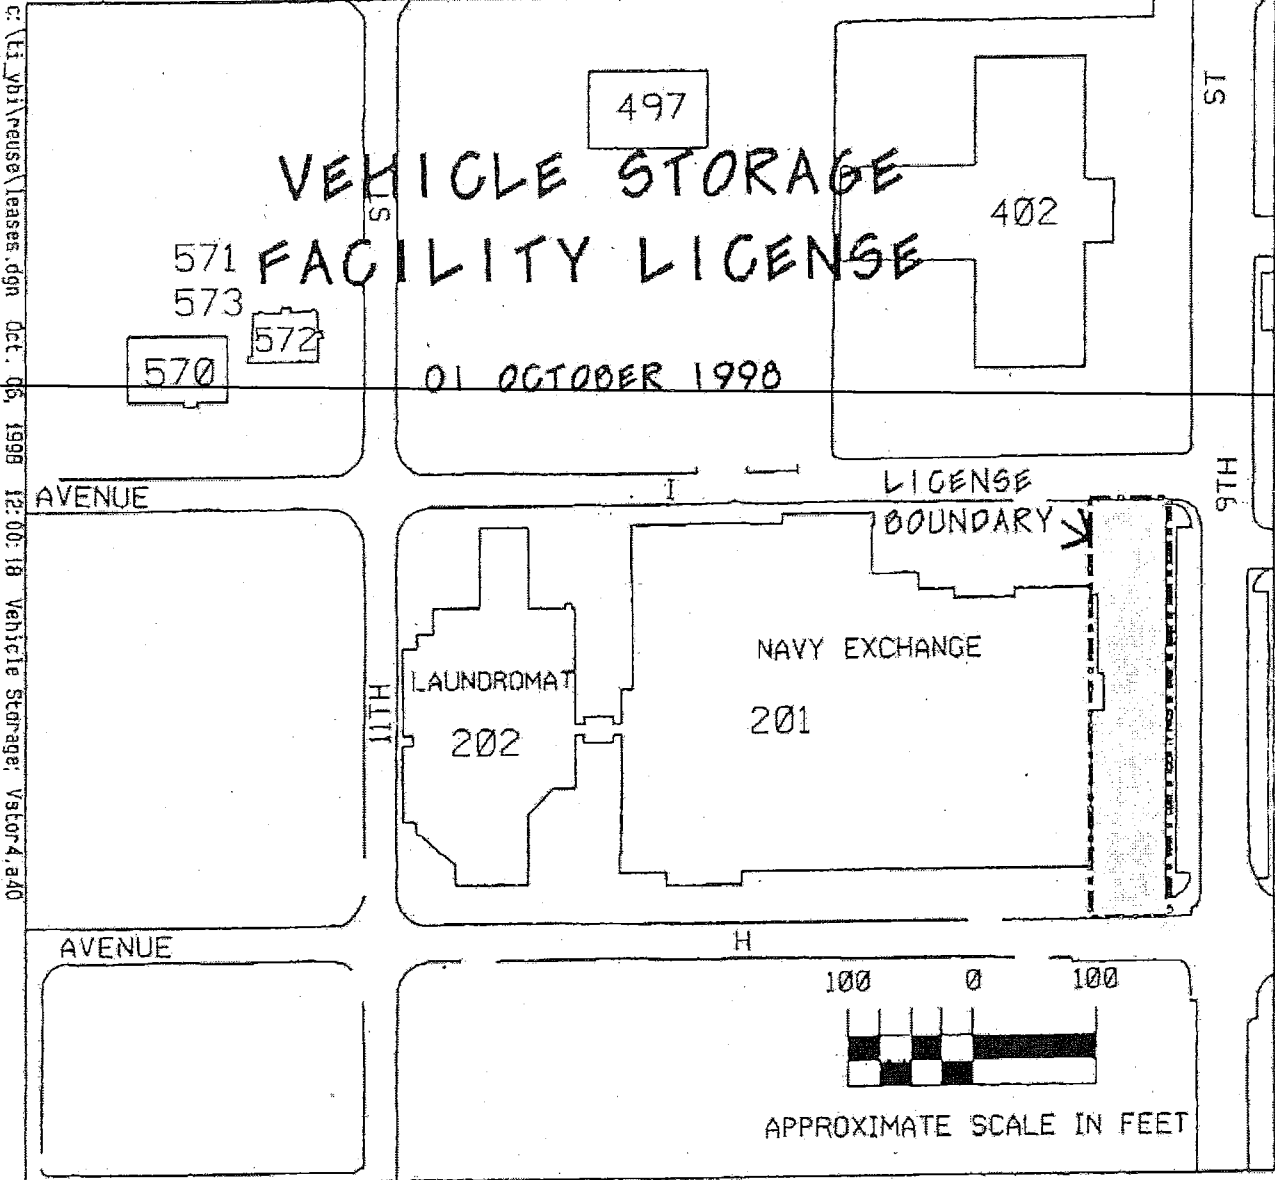 c:\ti_ybi\reuse\leases.dgn Oct. 06, 1998 12:00:18 Vehicle Storage; Vstor4.a40
497
ST
VEHICLE STORAGE
ST
402
571
FACILITY LICENSE
573
572
570
01 OCTOBER 1998
AVENUE
I
LICENSE
BOUNDARY
9TH
NAVY EXCHANGE
LAUNDROMAT
11TH
201
202
AVENUE
H
100 0 100
APPROXIMATE SCALE IN FEET